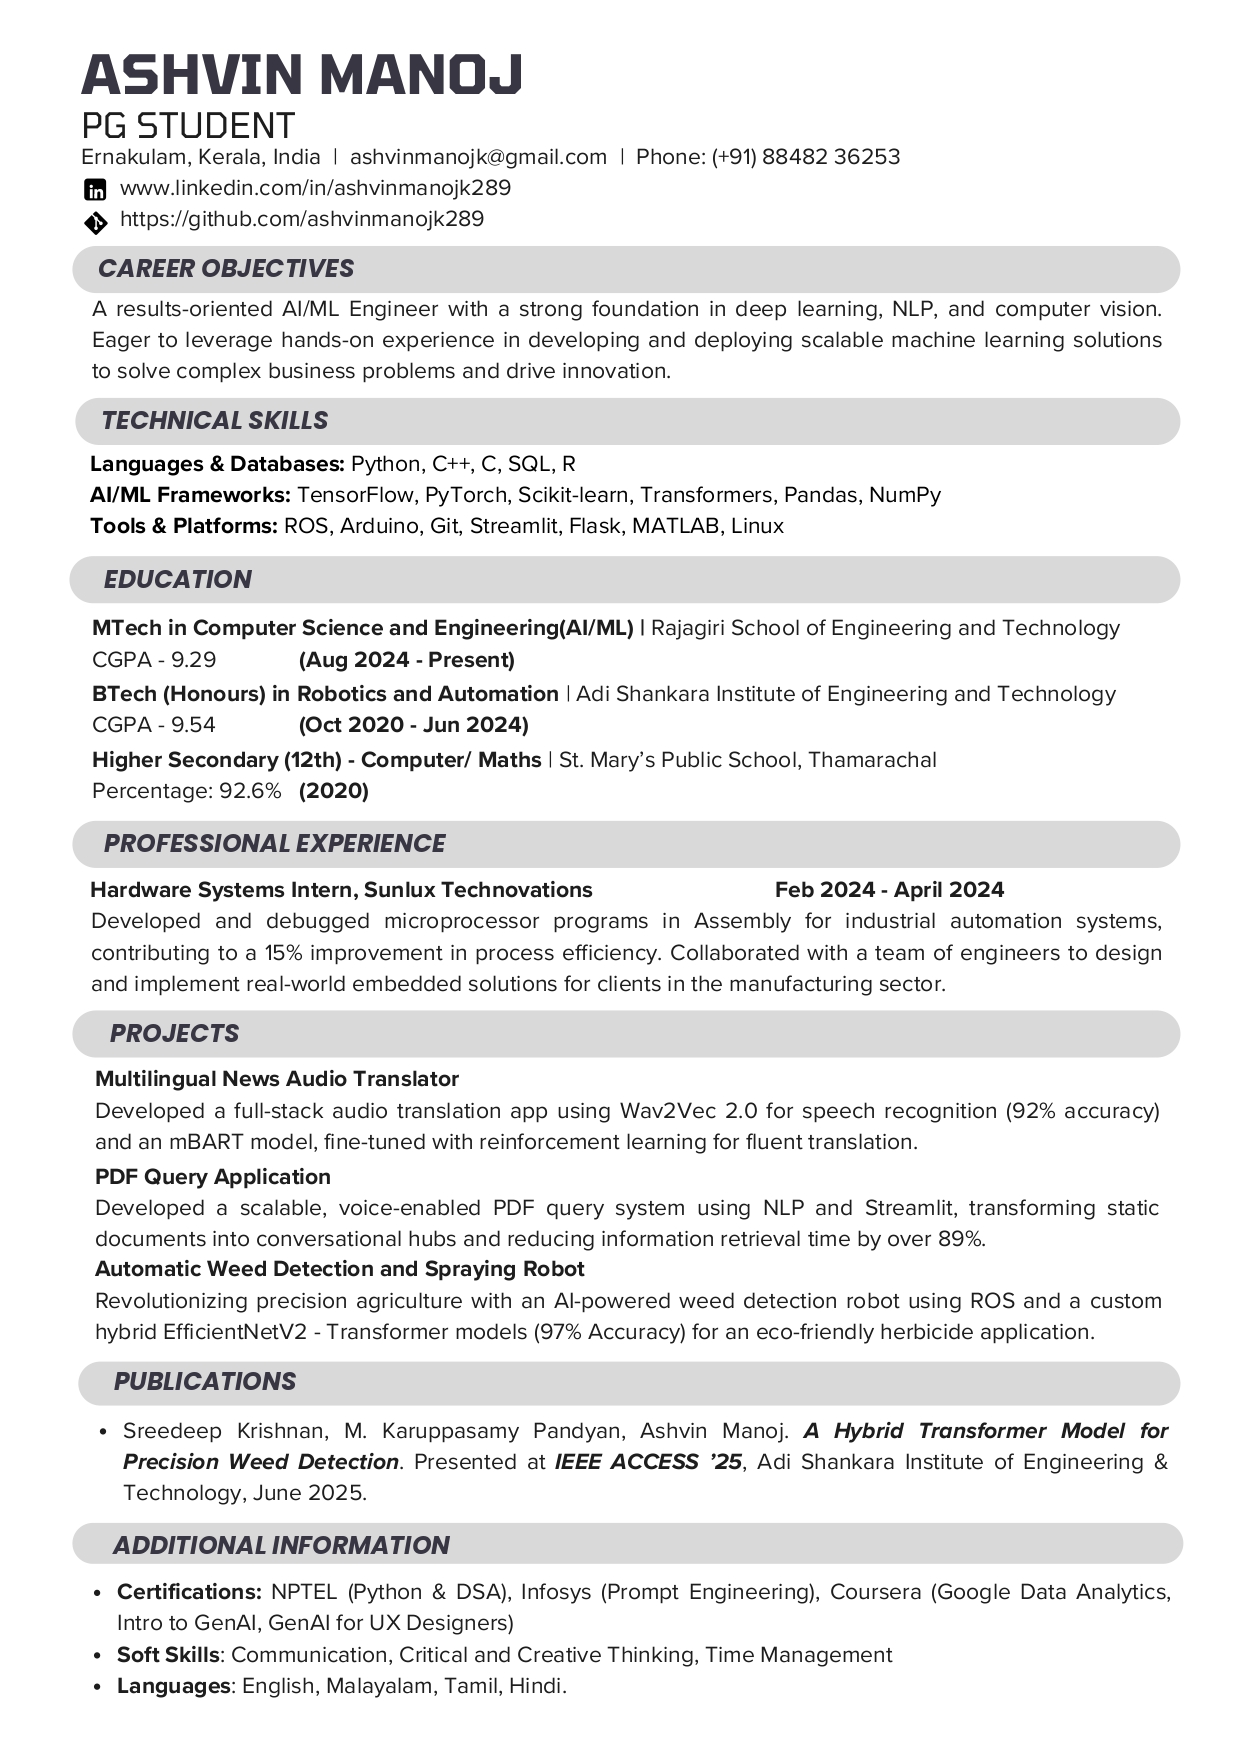 ASHVIN MANOJ
PG STUDENT
Ernakulam, Kerala, India | ashvinmanojk@gmail.com | Phone: (+91) 88482 36253
in www.linkedin.com/in/ashvinmanojk289
https://github.com/ashvinmanojk289
CAREER OBJECTIVES
A results-oriented AI/ML Engineer with a strong foundation in deep learning, NLP, and computer vision.
Eager to leverage hands-on experience in developing and deploying scalable machine learning solutions
to solve complex business problems and drive innovation.
TECHNICAL SKILLS
Languages & Databases: Python, C++, C, SQL, R
AI/ML Frameworks: TensorFlow, PyTorch, Scikit-learn, Transformers, Pandas, NumPy
Tools & Platforms: ROS, Arduino, Git, Streamlit, Flask, MATLAB, Linux
EDUCATION
MTech in Computer Science and Engineering(AI/ML) | Rajagiri School of Engineering and Technology
CGPA - 9.29 (Aug 2024 - Present)
BTech (Honours) in Robotics and Automation | Adi Shankara Institute of Engineering and Technology
CGPA - 9.54 (Oct 2020 - Jun 2024)
Higher Secondary (12th) - Computer/ Maths | St. Mary’s Public School, Thamarachal
Percentage: 92.6% (2020)
PROFESSIONAL EXPERIENCE
Hardware Systems Intern, Sunlux Technovations Feb 2024 - April 2024
Developed and debugged microprocessor programs in Assembly for industrial automation systems,
contributing to a 15% improvement in process efficiency. Collaborated with a team of engineers to design
and implement real-world embedded solutions for clients in the manufacturing sector.
PROJECTS
Multilingual News Audio Translator
Developed a full-stack audio translation app using Wav2Vec 2.0 for speech recognition (92% accuracy)
and an mBART model, fine-tuned with reinforcement learning for fluent translation.
PDF Query Application
Developed a scalable, voice-enabled PDF query system using NLP and Streamlit, transforming static
documents into conversational hubs and reducing information retrieval time by over 89%.
Automatic Weed Detection and Spraying Robot
Revolutionizing precision agriculture with an AI-powered weed detection robot using ROS and a custom
hybrid EfficientNetV2 - Transformer models (97% Accuracy) for an eco-friendly herbicide application.
PUBLICATIONS
• Sreedeep Krishnan, M. Karuppasamy Pandyan, Ashvin Manoj. A Hybrid Transformer Model for
Precision Weed Detection. Presented at IEEE ACCESS ’25, Adi Shankara Institute of Engineering &
Technology, June 2025.
ADDITIONAL INFORMATION
• Certifications: NPTEL (Python & DSA), Infosys (Prompt Engineering), Coursera (Google Data Analytics,
Intro to GenAI, GenAI for UX Designers)
• Soft Skills: Communication, Critical and Creative Thinking, Time Management
• Languages: English, Malayalam, Tamil, Hindi.